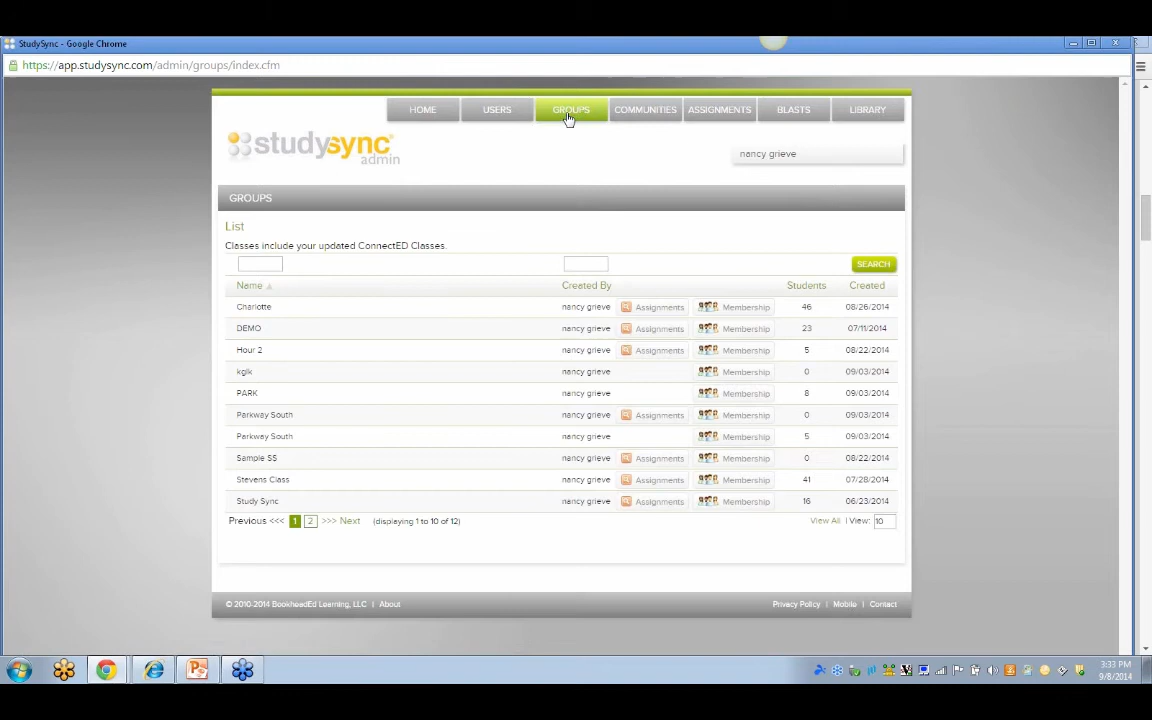 StudySync - Google Chrome
https://app.studysync.com/admin/groups/index.cfm
HOME USERS GROUPS COMMUNITIES ASSIGNMENTS BLASTS LIBRARY
studysync admin
nancy grieve
GROUPS
List
Classes include your updated ConnectED Classes.
SEARCH
Name Created By Students Created
Charlotte nancy grieve Assignments Membership 46 08/26/2014
DEMO nancy grieve Assignments Membership 23 07/11/2014
Hour 2 nancy grieve Assignments Membership 5 08/22/2014
kglk nancy grieve Membership 0 09/03/2014
PARK nancy grieve Membership 8 09/03/2014
Parkway South nancy grieve Assignments Membership 0 09/03/2014
Parkway South nancy grieve Membership 5 09/03/2014
Sample SS nancy grieve Assignments Membership 0 08/22/2014
Stevens Class nancy grieve Assignments Membership 41 07/28/2014
Study Sync nancy grieve Assignments Membership 16 06/23/2014
Previous <<< 1 2 >>> Next (displaying 1 to 10 of 12) View All | View: 10
© 2010-2014 BookheadEd Learning, LLC | About Privacy Policy | Mobile | Contact
3:33 PM
9/8/2014